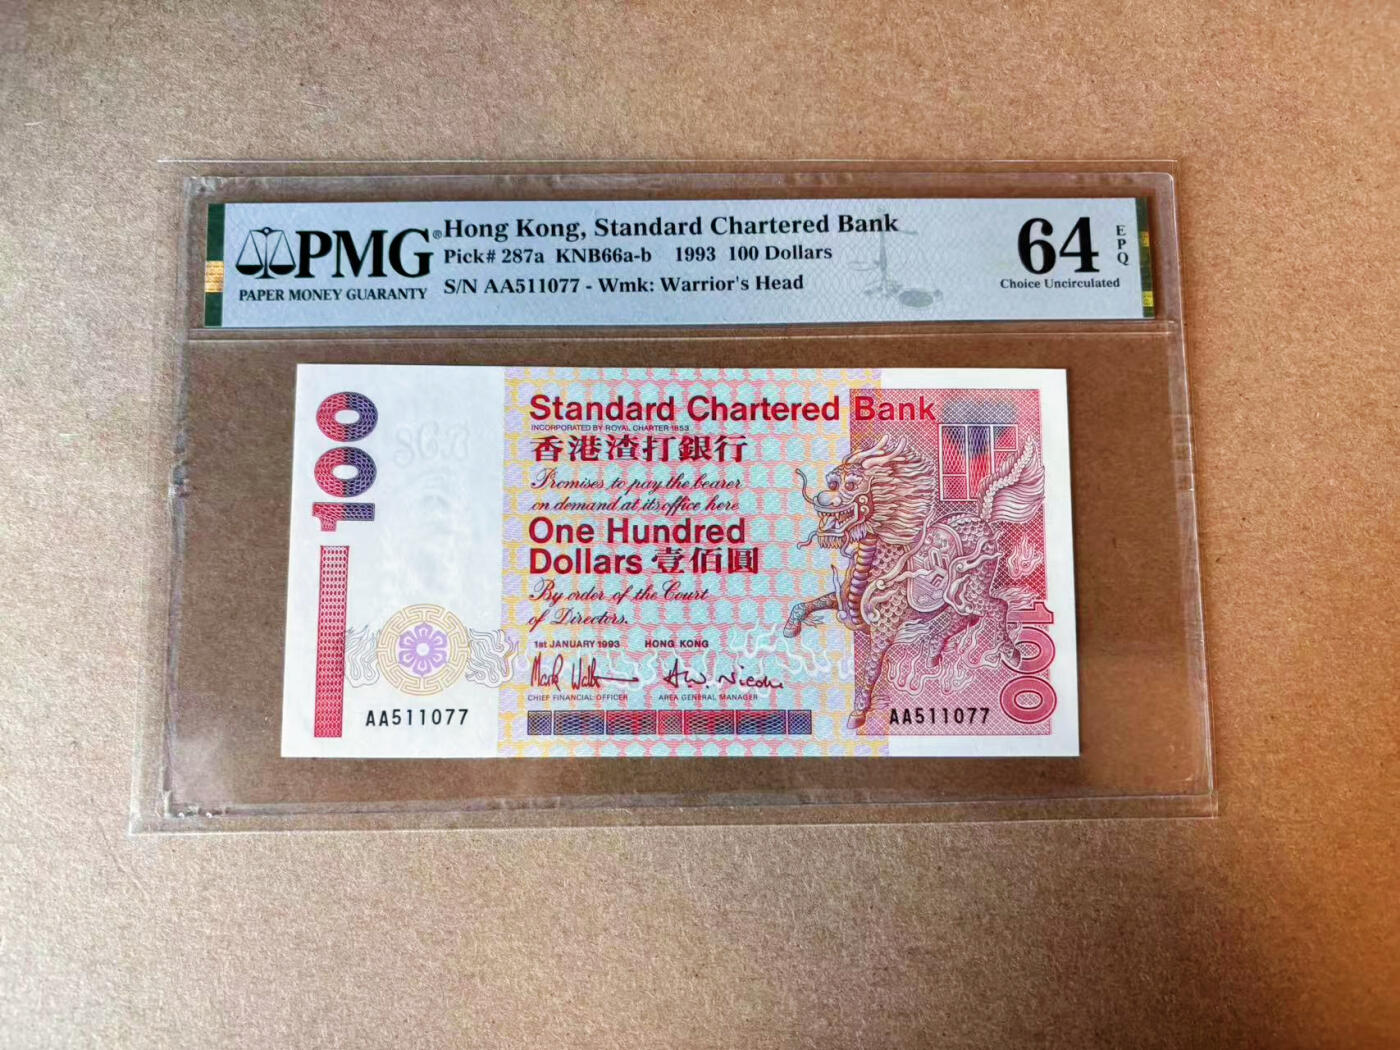 PMG®
PAPER MONEY GUARANTY
Hong Kong, Standard Chartered Bank
Pick# 287a KNB66a-b 1993 100 Dollars
S/N AA511077 - Wmk: Warrior's Head
64 EPQ
Choice Uncirculated
100
Standard Chartered Bank
INCORPORATED BY ROYAL CHARTER 1853
香港渣打銀行
Promises to pay the bearer
on demand at its office here
One Hundred
Dollars 壹佰圓
By order of the Court
of Directors.
1st JANUARY 1993 HONG KONG
CHIEF FINANCIAL OFFICER AREA GENERAL MANAGER
AA511077
AA511077
100